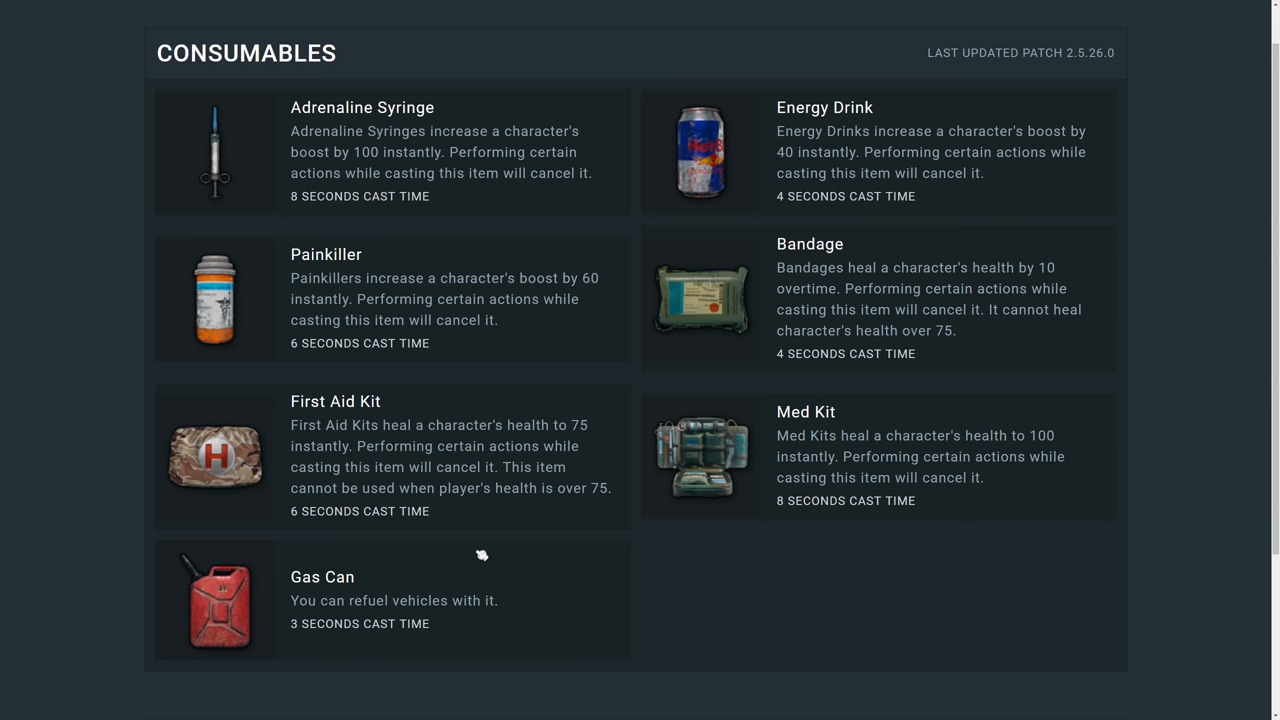 CONSUMABLES
LAST UPDATED PATCH 2.5.26.0
Adrenaline Syringe
Adrenaline Syringes increase a character's
boost by 100 instantly. Performing certain
actions while casting this item will cancel it.
8 SECONDS CAST TIME
Energy Drink
Energy Drinks increase a character's boost by
40 instantly. Performing certain actions while
casting this item will cancel it.
4 SECONDS CAST TIME
Painkiller
Painkillers increase a character's boost by 60
instantly. Performing certain actions while
casting this item will cancel it.
6 SECONDS CAST TIME
Bandage
Bandages heal a character's health by 10
overtime. Performing certain actions while
casting this item will cancel it. It cannot heal
character's health over 75.
4 SECONDS CAST TIME
First Aid Kit
First Aid Kits heal a character's health to 75
instantly. Performing certain actions while
casting this item will cancel it. This item
cannot be used when player's health is over 75.
6 SECONDS CAST TIME
H
Med Kit
Med Kits heal a character's health to 100
instantly. Performing certain actions while
casting this item will cancel it.
8 SECONDS CAST TIME
Gas Can
You can refuel vehicles with it.
3 SECONDS CAST TIME